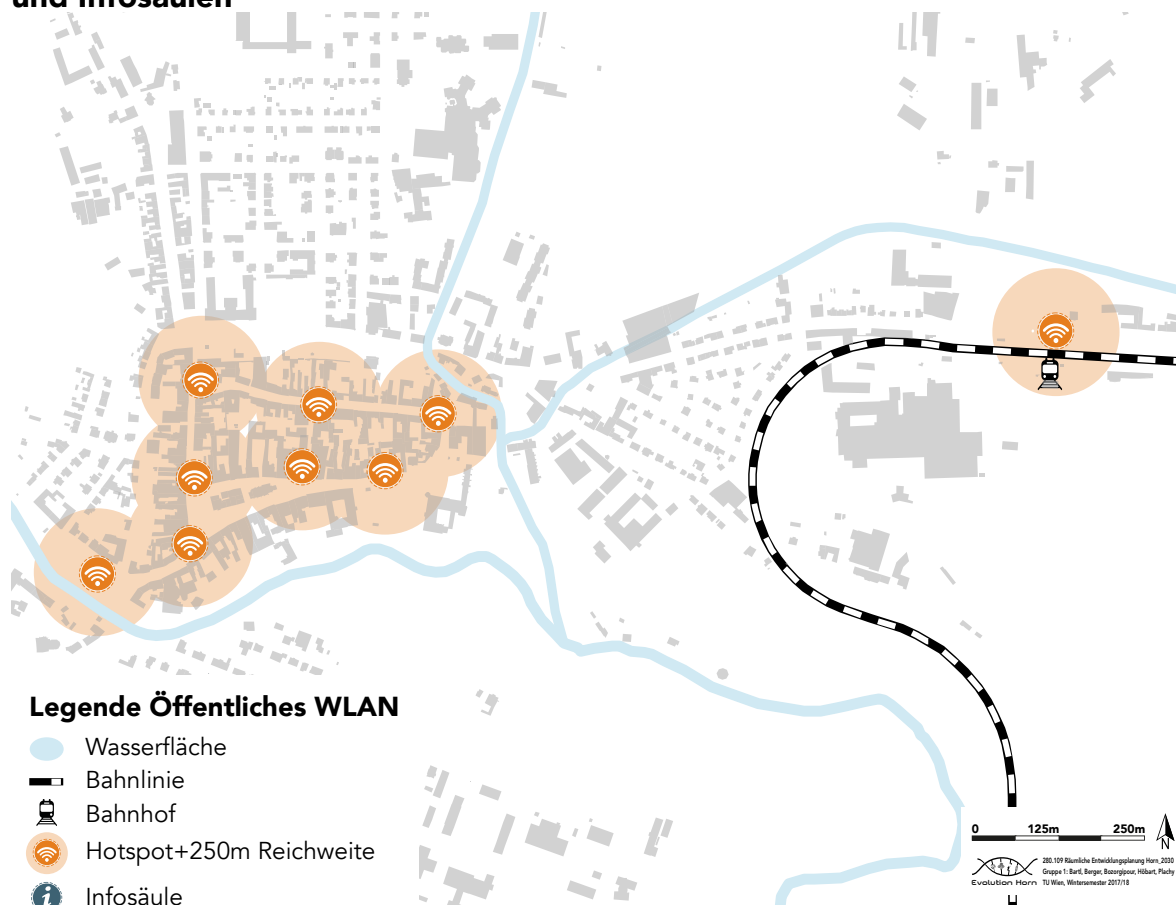 und Infosäulen
Legende Öffentliches WLAN
Wasserfläche
Bahnlinie
Bahnhof
Hotspot+250m Reichweite
Infosäule
0 125m 250m
N
280.109 Räumliche Entwicklungsplanung Horn_2030
Gruppe 1: Bartl, Berger, Bozorgipour, Höbart, Plachy
Evolution Horn TU Wien, Wintersemester 2017/18